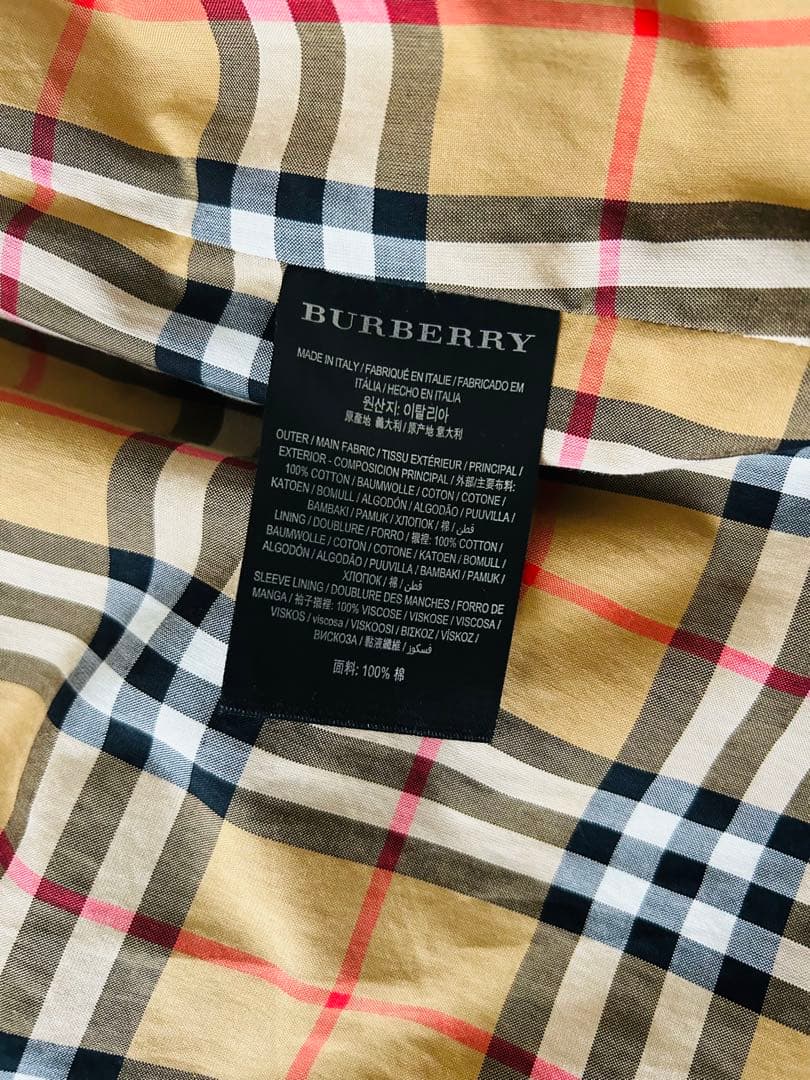 BURBERRY
MADE IN ITALY / FABRIQUÉ EN ITALIE / FABRICADO EM
ITÁLIA / HECHO EN ITALIA
원산지: 이탈리아
原產地 義大利 / 原产地 意大利
OUTER / MAIN FABRIC / TISSU EXTÉRIEUR / PRINCIPAL /
EXTERIOR - COMPOSICION PRINCIPAL / 外部/主要布料:
100% COTTON / BAUMWOLLE / COTON / COTONE /
KATOEN / BOMULL / ALGODÓN / ALGODÃO / PUUVILLA /
BAMBAKI / PAMUK / ХЛОПОК / 棉 / قطن /
LINING / DOUBLURE / FORRO / 襯裡: 100% COTTON /
BAUMWOLLE / COTON / COTONE / KATOEN / BOMULL /
ALGODÓN / ALGODÃO / PUUVILLA / BAMBAKI / PAMUK /
ХЛОПОК / 棉 / قطن /
SLEEVE LINING / DOUBLURE DES MANCHES / FORRO DE
MANGA / 袖子襯裡: 100% VISCOSE / VISKOSE / VISCOSA /
VISKOS / viscosa / VISKOOSI / ΒΙΣΚΟΖ / VİSKOZ /
ВИСКОЗА / 黏液纖維 / فسكوز /
面料: 100% 棉